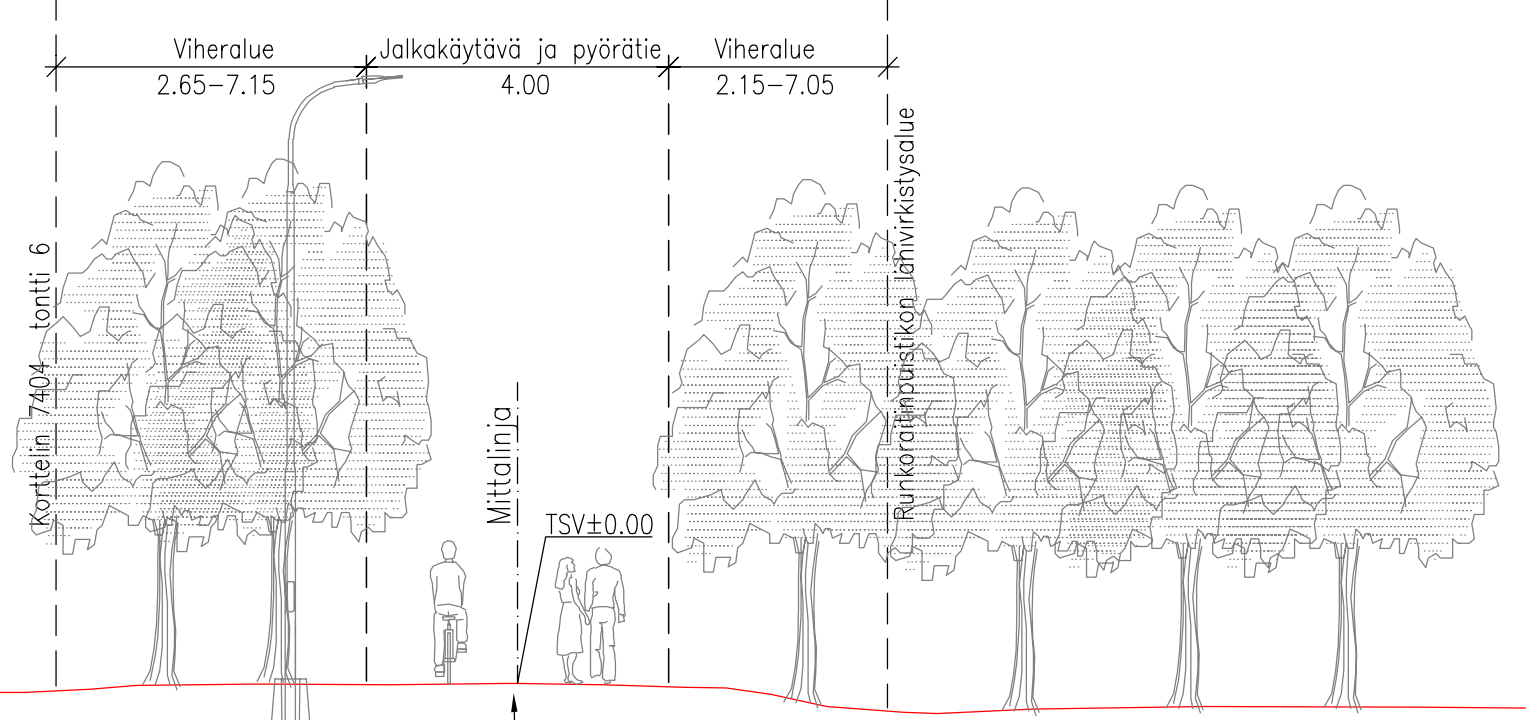 Viheralue
2.65-7.15
Jalkakäytävä ja pyörätie
4.00
Viheralue
2.15-7.05
Korttelin 7404 tontti 6
Mittalinja
TSV±0.00
Runkoraitinpuistikon lähivirkistysalue